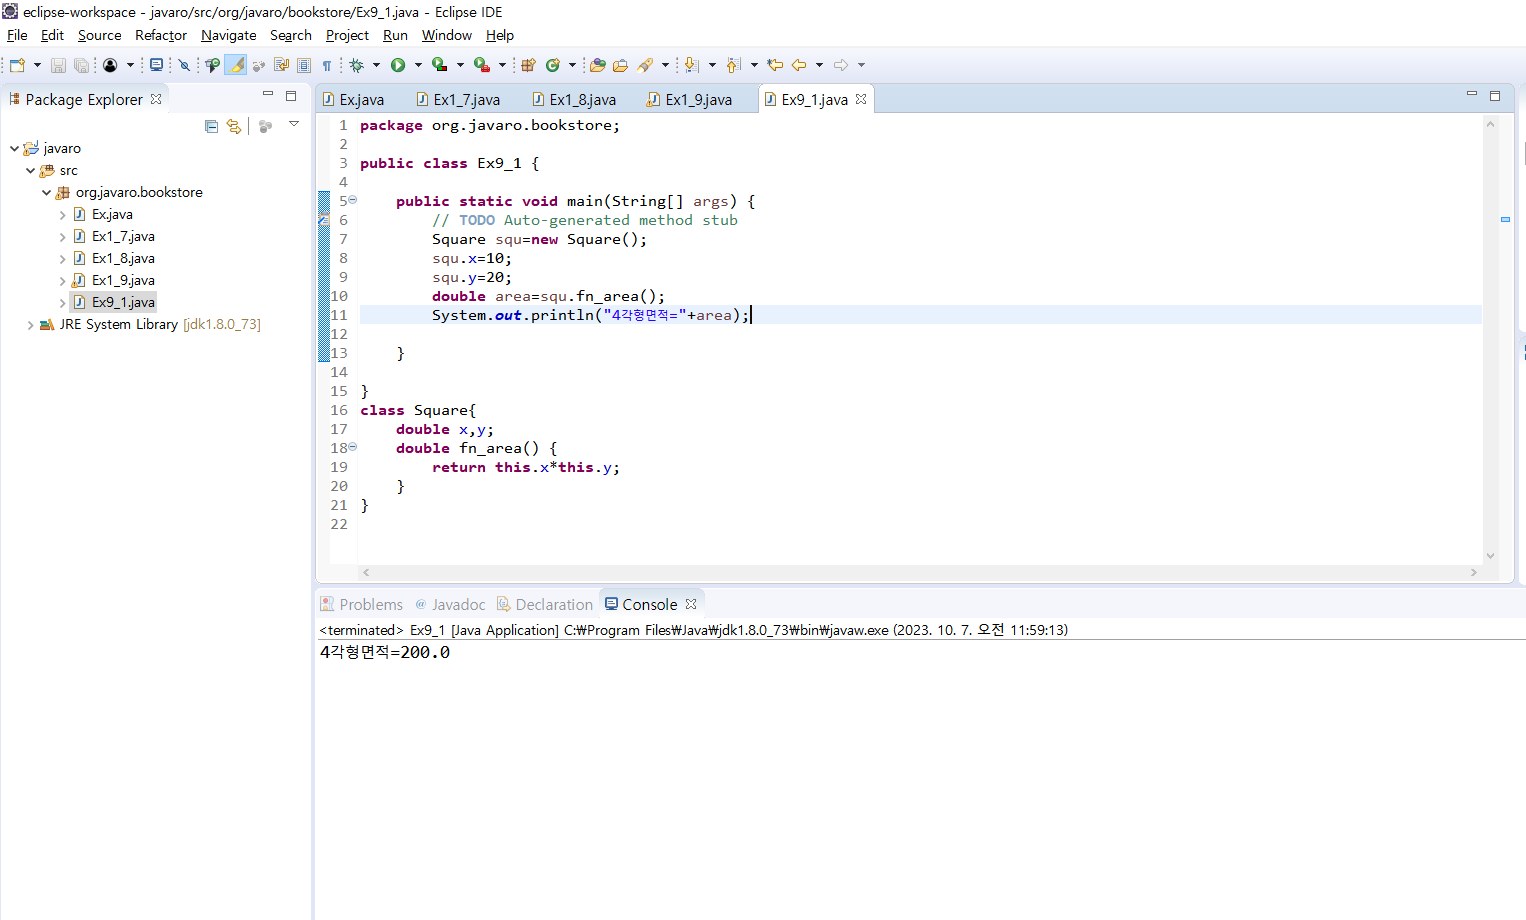 eclipse-workspace - javaro/src/org/javaro/bookstore/Ex9_1.java - Eclipse IDE
File Edit Source Refactor Navigate Search Project Run Window Help
Package Explorer
javaro
src
org.javaro.bookstore
Ex.java
Ex1_7.java
Ex1_8.java
Ex1_9.java
Ex9_1.java
JRE System Library [jdk1.8.0_73]
Ex.java Ex1_7.java Ex1_8.java Ex1_9.java Ex9_1.java
1 package org.javaro.bookstore;
2
3 public class Ex9_1 {
4
5 public static void main(String[] args) {
6 // TODO Auto-generated method stub
7 Square squ=new Square();
8 squ.x=10;
9 squ.y=20;
10 double area=squ.fn_area();
11 System.out.println("4각형면적="+area);
12
13 }
14
15 }
16 class Square{
17 double x,y;
18 double fn_area() {
19 return this.x*this.y;
20 }
21 }
22
Problems @ Javadoc Declaration Console
<terminated> Ex9_1 [Java Application] C:₩Program Files₩Java₩jdk1.8.0_73₩bin₩javaw.exe (2023. 10. 7. 오전 11:59:13)
4각형면적=200.0